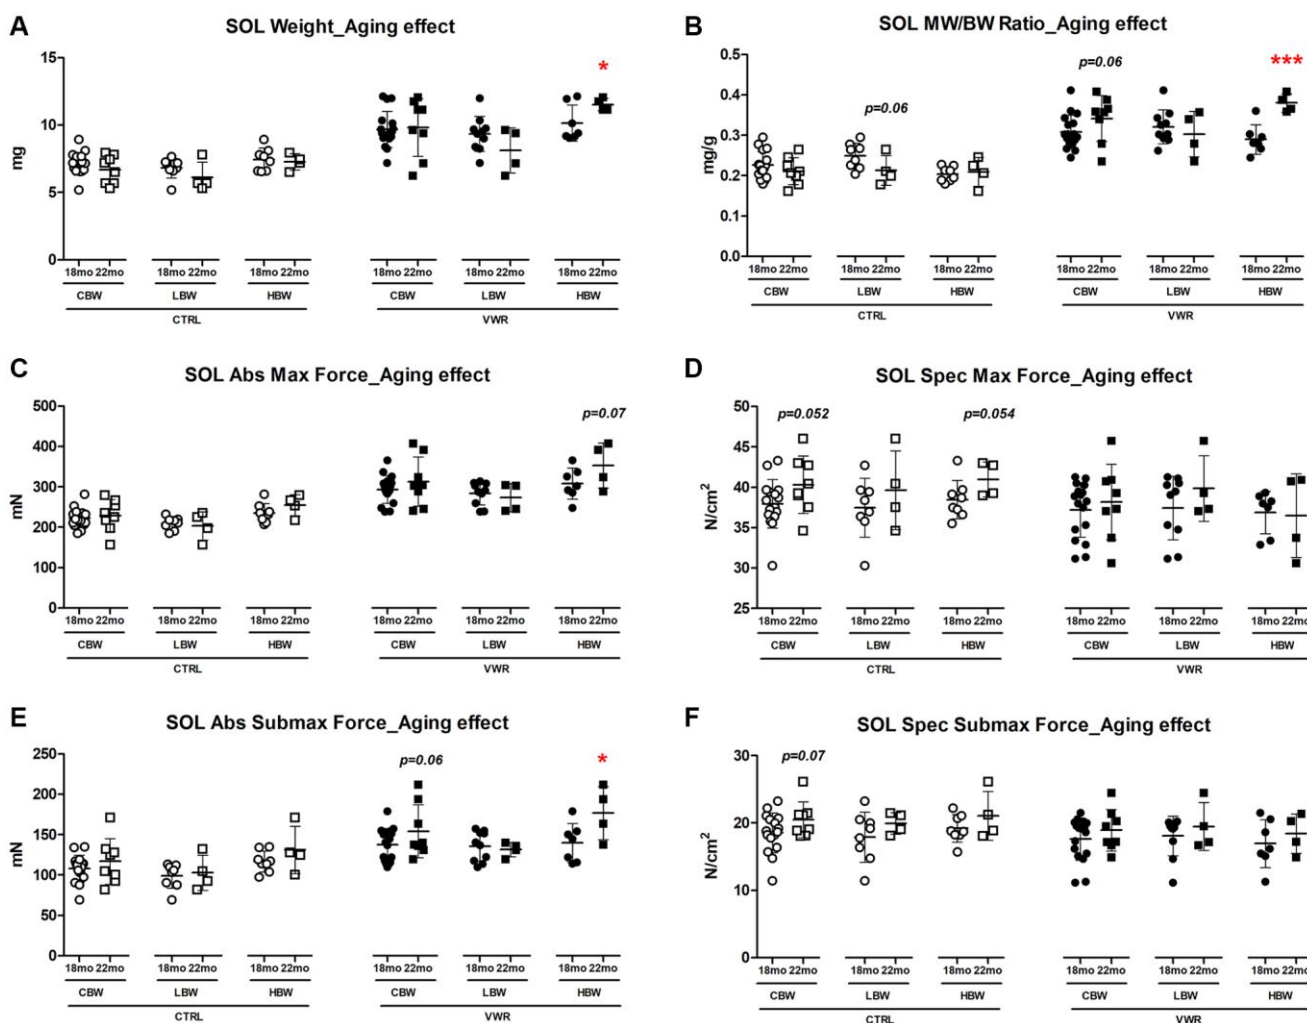 A
SOL Weight_Aging effect
15
10
5
0
mg
*
18mo 22mo 18mo 22mo 18mo 22mo 18mo 22mo 18mo 22mo 18mo 22mo
CBW LBW HBW CBW LBW HBW
CTRL VWR
B
SOL MW/BW Ratio_Aging effect
0.5
0.4
0.3
0.2
0.1
0.0
mg/g
p=0.06
p=0.06
***
18mo 22mo 18mo 22mo 18mo 22mo 18mo 22mo 18mo 22mo 18mo 22mo
CBW LBW HBW CBW LBW HBW
CTRL VWR
C
SOL Abs Max Force_Aging effect
500
400
300
200
100
0
mN
p=0.07
18mo 22mo 18mo 22mo 18mo 22mo 18mo 22mo 18mo 22mo 18mo 22mo
CBW LBW HBW CBW LBW HBW
CTRL VWR
D
SOL Spec Max Force_Aging effect
50
45
40
35
30
25
N/cm²
p=0.052
p=0.054
18mo 22mo 18mo 22mo 18mo 22mo 18mo 22mo 18mo 22mo 18mo 22mo
CBW LBW HBW CBW LBW HBW
CTRL VWR
E
SOL Abs Submax Force_Aging effect
250
200
150
100
50
0
mN
p=0.06
*
18mo 22mo 18mo 22mo 18mo 22mo 18mo 22mo 18mo 22mo 18mo 22mo
CBW LBW HBW CBW LBW HBW
CTRL VWR
F
SOL Spec Submax Force_Aging effect
30
20
10
0
N/cm²
p=0.07
18mo 22mo 18mo 22mo 18mo 22mo 18mo 22mo 18mo 22mo 18mo 22mo
CBW LBW HBW CBW LBW HBW
CTRL VWR